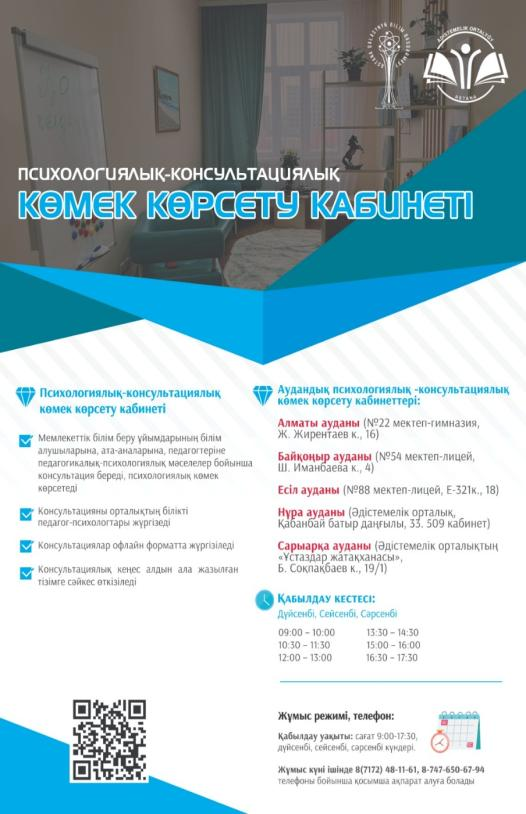 ӘДІСТЕМЕЛІК ОРТАЛЫҒЫ
АСТАНА
ПСИХОЛОГИЯЛЫҚ-КОНСУЛЬТАЦИЯЛЫҚ
КӨМЕК КӨРСЕТУ КАБИНЕТІ
Психологиялық-консультациялық
көмек көрсету кабинеті
Мемлекеттік білім беру ұйымдарының білім
алушыларына, ата-аналарына, педагогтеріне
педагогикалық-психологиялық мәселелер бойынша
консультация береді, психологиялық көмек
көрсетеді
Консультацияны орталықтың білікті
педагог-психологтары жүргізеді
Консультациялар офлайн форматта жүргізіледі
Консультациялық кеңес алдын ала жазылған
тізімге сәйкес өткізіледі
Аудандық психологиялық -консультациялық
көмек көрсету кабинеттері:
Алматы ауданы (№22 мектеп-гимназия,
Ж. Жирентаев к., 16)
Байқоңыр ауданы (№54 мектеп-лицей,
Ш. Иманбаева к., 4)
Есіл ауданы (№88 мектеп-лицей, Е-321к., 18)
Нұра ауданы (Әдістемелік орталық,
Қабанбай батыр даңғылы, 33. 509 кабинет)
Сарыарқа ауданы (Әдістемелік орталықтың
«Ұстаздар жатақханасы»,
Б. Соқпақбаев к., 19/1)
ҚАБЫЛДАУ КЕСТЕСІ:
Дүйсенбі, Сейсенбі, Сәрсенбі
09:00 – 10:00 13:30 – 14:30
10:30 – 11:30 15:00 – 16:00
12:00 – 13:00 16:30 – 17:30
Жұмыс режимі, телефон:
Қабылдау уақыты: сағат 9:00-17:30,
дүйсенбі, сейсенбі, сәрсенбі күндері.
Жұмыс күні ішінде 8(7172) 48-11-61, 8-747-650-67-94
телефоны бойынша қосымша ақпарат алуға болады